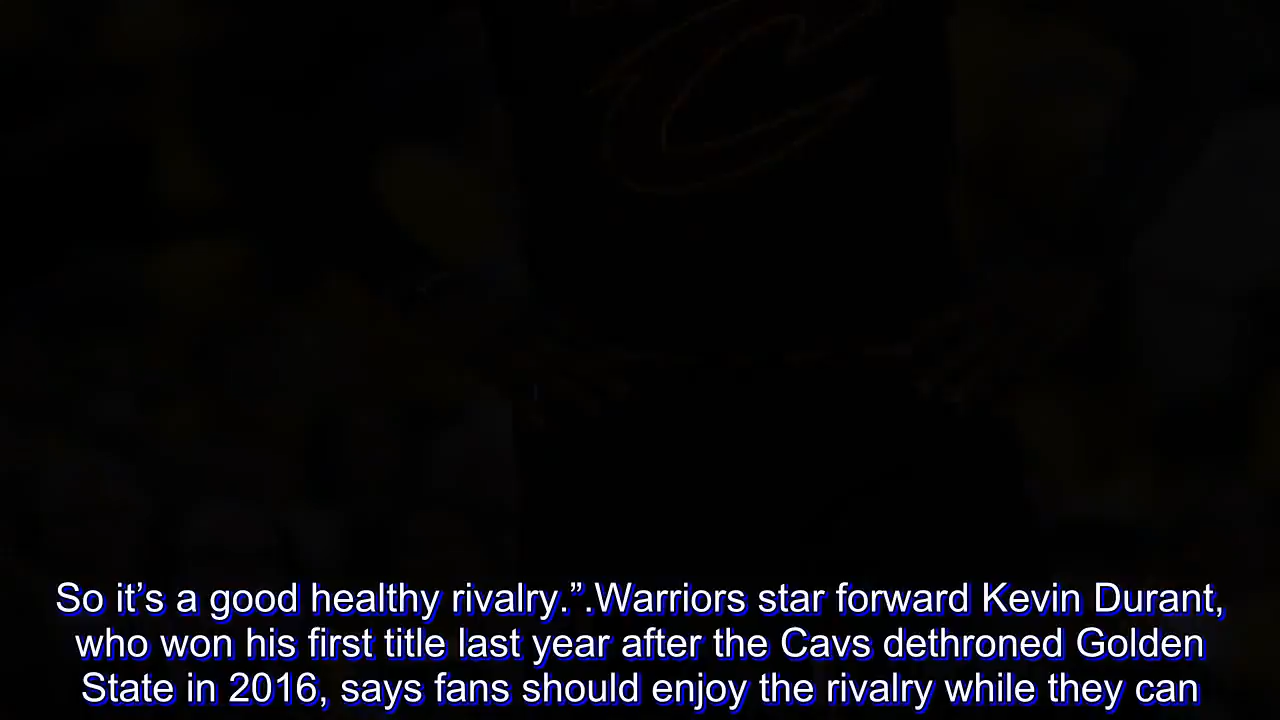 So it’s a good healthy rivalry.”.Warriors star forward Kevin Durant,
who won his first title last year after the Cavs dethroned Golden
State in 2016, says fans should enjoy the rivalry while they can